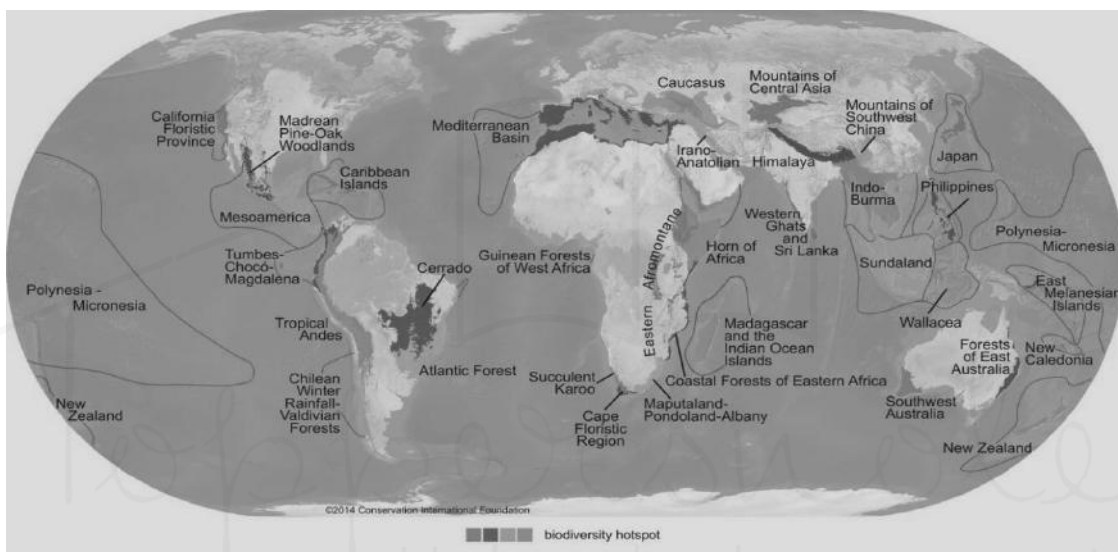 California
Floristic
Province
Madrean
Pine-Oak
Woodlands
Caribbean
Islands
Mesoamerica
Tumbes-
Chocó-
Magdalena
Polynesia -
Micronesia
Tropical
Andes
Cerrado
Atlantic Forest
Chilean
Winter
Rainfall-
Valdivian
Forests
New
Zealand
Mediterranean
Basin
Caucasus
Irano-
Anatolian
Mountains of
Central Asia
Mountains of
Southwest
China
Himalaya
Japan
Indo-
Burma
Philippines
Western
Ghats
and
Sri Lanka
Polynesia-
Micronesia
Sundaland
East
Melanesian
Islands
Wallacea
Guinean Forests
of West Africa
Eastern Afromontane
Horn of
Africa
Madagascar
and the
Indian Ocean
Islands
Coastal Forests of Eastern Africa
Succulent
Karoo
Cape
Floristic
Region
Maputaland-
Pondoland-Albany
Forests
of East
Australia
New
Caledonia
Southwest
Australia
New Zealand
©2014 Conservation International Foundation
biodiversity hotspot